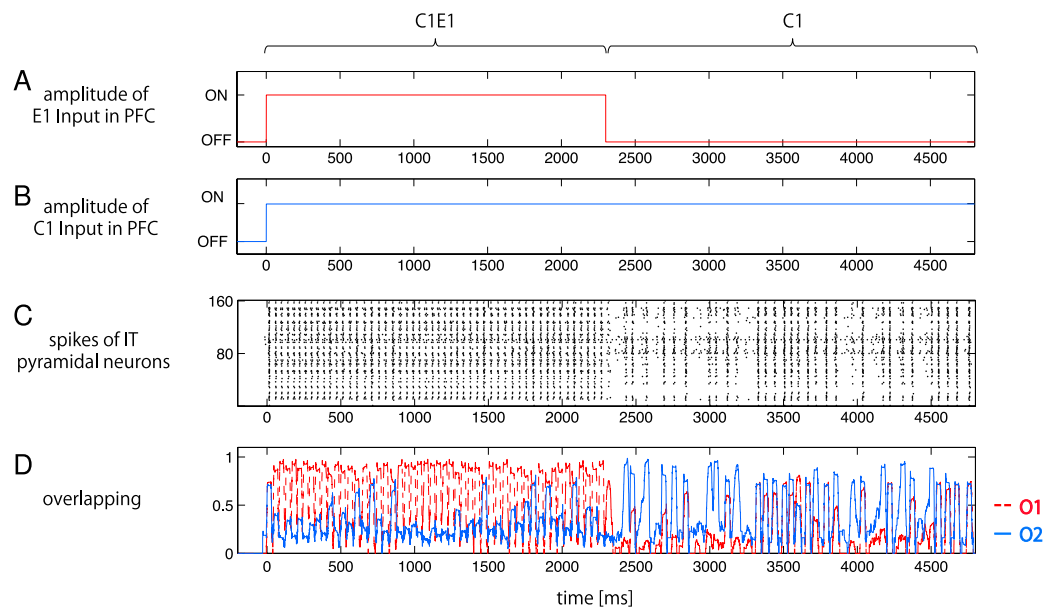 C1E1 C1
A amplitude of
E1 Input in PFC
ON
OFF
0 500 1000 1500 2000 2500 3000 3500 4000 4500
B amplitude of
C1 Input in PFC
ON
OFF
0 500 1000 1500 2000 2500 3000 3500 4000 4500
C spikes of IT
pyramidal neurons
160
80
0 500 1000 1500 2000 2500 3000 3500 4000 4500
D overlapping
1
0.5
0
0 500 1000 1500 2000 2500 3000 3500 4000 4500
O1
O2
time [ms]